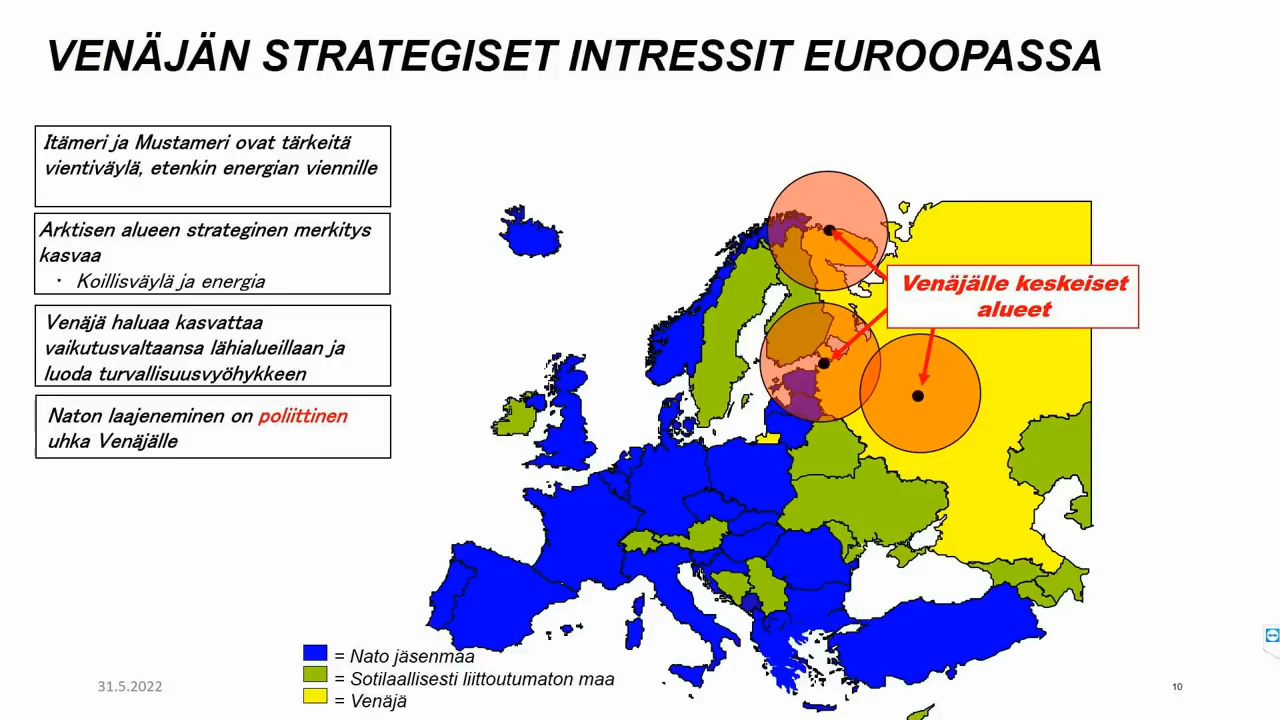 VENÄJÄN STRATEGISET INTRESSIT EUROOPASSA
Itämeri ja Mustameri ovat tärkeitä
vientiväylä, etenkin energian viennille
Arktisen alueen strateginen merkitys
kasvaa
· Koillisväylä ja energia
Venäjä haluaa kasvattaa
vaikutusvaltaansa lähialueillaan ja
luoda turvallisuusvyöhykkeen
Naton laajeneminen on poliittinen
uhka Venäjälle
Venäjälle keskeiset
alueet
= Nato jäsenmaa
= Sotilaallisesti liittoutumaton maa
= Venäjä
31.5.2022
10